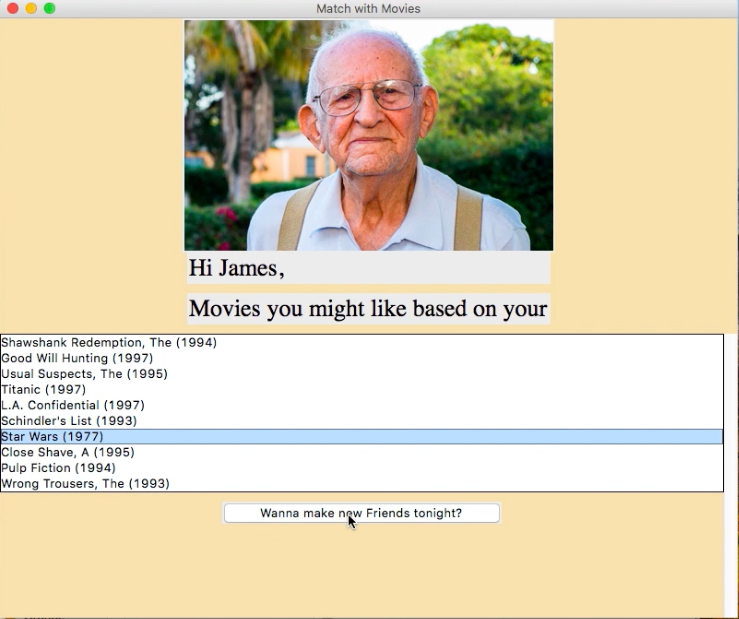 Match with Movies
Hi James,
Movies you might like based on your
Shawshank Redemption, The (1994)
Good Will Hunting (1997)
Usual Suspects, The (1995)
Titanic (1997)
L.A. Confidential (1997)
Schindler's List (1993)
Star Wars (1977)
Close Shave, A (1995)
Pulp Fiction (1994)
Wrong Trousers, The (1993)
Wanna make new Friends tonight?